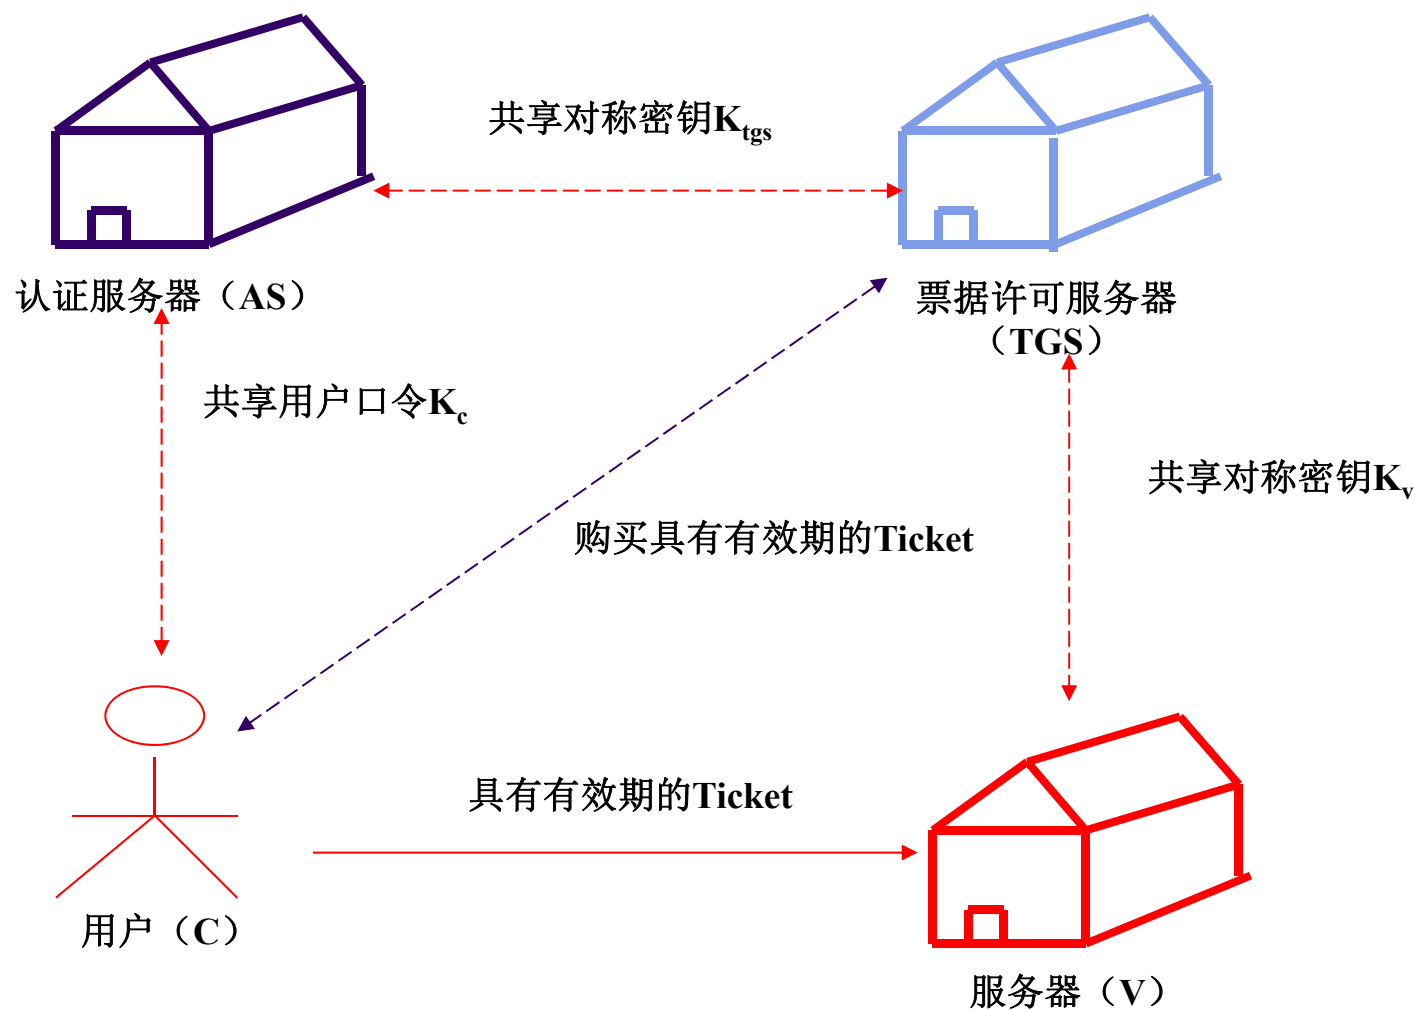 共享对称密钥Ktgs
认证服务器（AS）
票据许可服务器
（TGS）
共享用户口令Kc
共享对称密钥Kv
购买具有有效期的Ticket
具有有效期的Ticket
用户（C）
服务器（V）